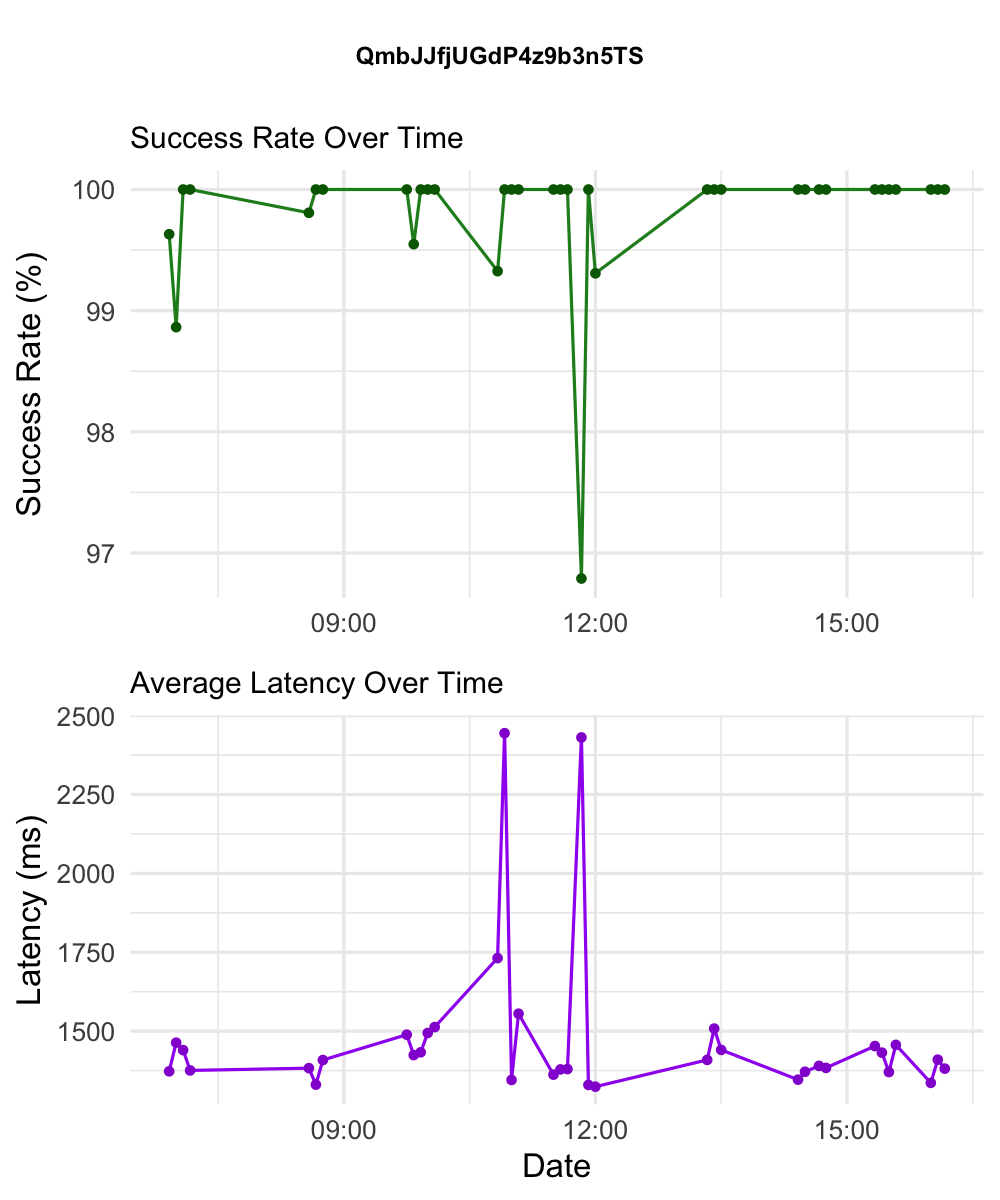 QmbJJfjUGdP4z9b3n5TS
Success Rate Over Time
Success Rate (%)
100
99
98
97
09:00 12:00 15:00
Average Latency Over Time
Latency (ms)
2500
2250
2000
1750
1500
09:00 12:00 15:00
Date